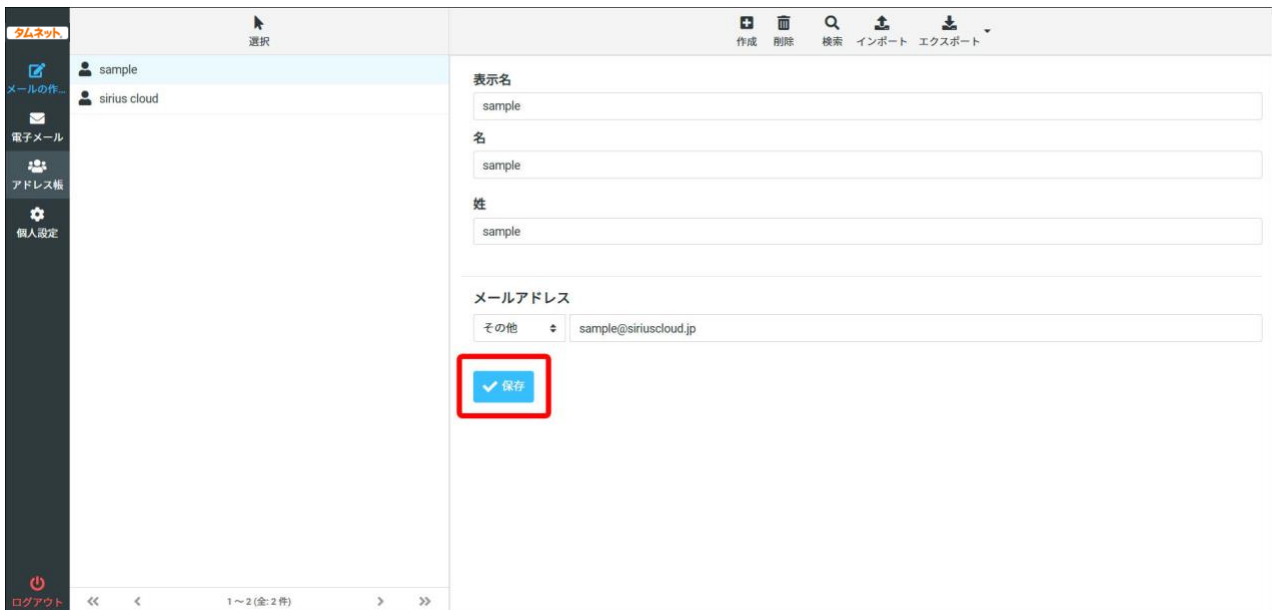 タムネット
選択
作成 削除 検索 インポート エクスポート
メールの作...
電子メール
アドレス帳
個人設定
ログアウト
sample
sirius cloud
1～2 (全: 2 件)
表示名
sample
名
sample
姓
sample
メールアドレス
その他 sample@siriuscloud.jp
保存